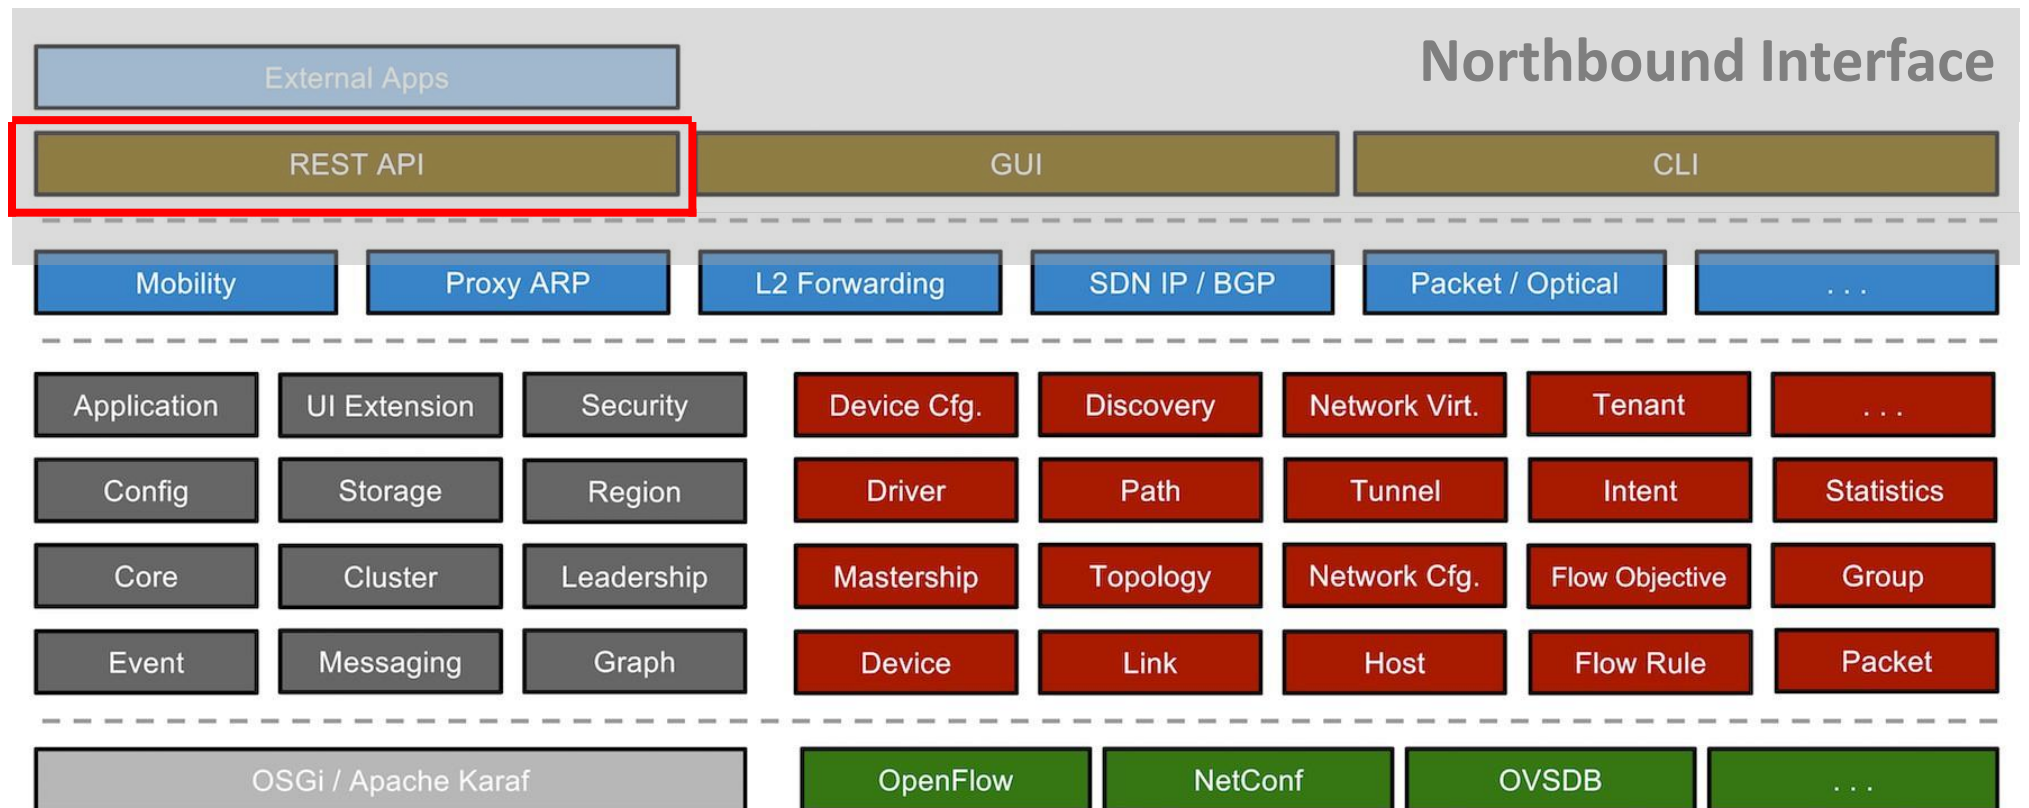 Northbound Interface
External Apps
REST API GUI CLI
Mobility Proxy ARP L2 Forwarding SDN IP / BGP Packet / Optical . . .
Application UI Extension Security Device Cfg. Discovery Network Virt. Tenant . . .
Config Storage Region Driver Path Tunnel Intent Statistics
Core Cluster Leadership Mastership Topology Network Cfg. Flow Objective Group
Event Messaging Graph Device Link Host Flow Rule Packet
OSGi / Apache Karaf OpenFlow NetConf OVSDB . . .